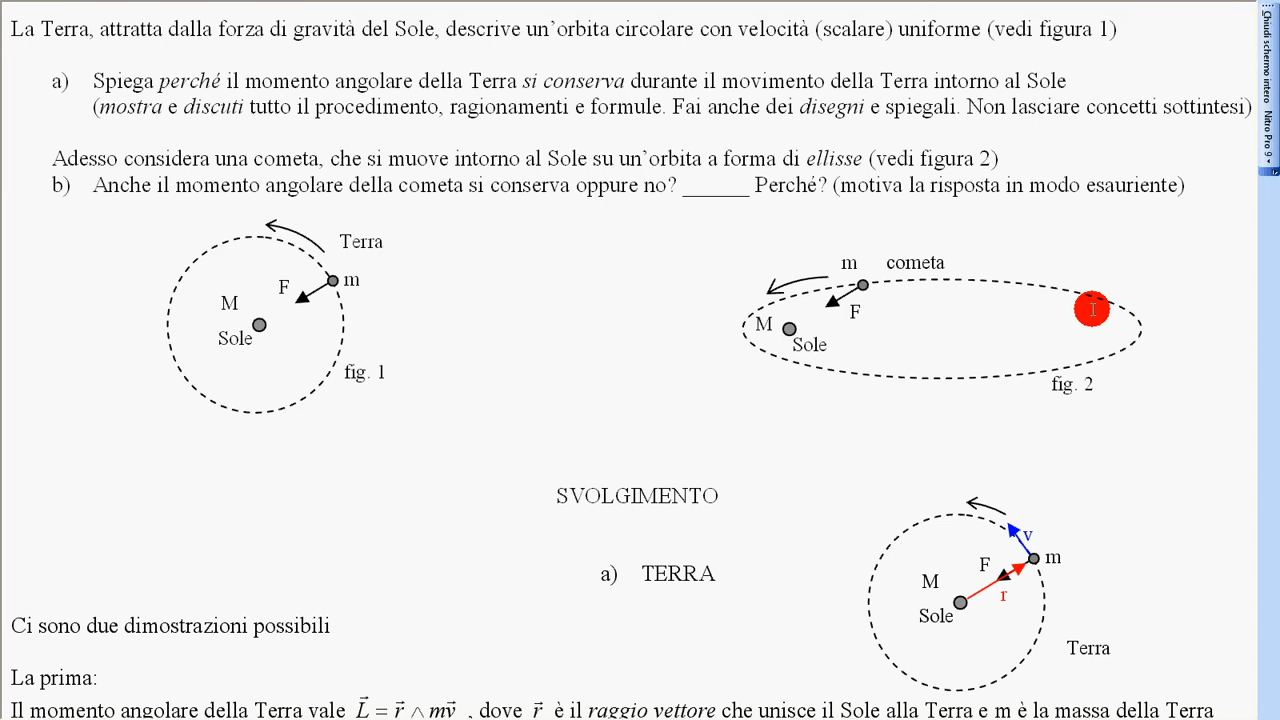 La Terra, attratta dalla forza di gravità del Sole, descrive un’orbita circolare con velocità (scalare) uniforme (vedi figura 1)
a) Spiega perché il momento angolare della Terra si conserva durante il movimento della Terra intorno al Sole
(mostra e discuti tutto il procedimento, ragionamenti e formule. Fai anche dei disegni e spiegali. Non lasciare concetti sottintesi)
Adesso considera una cometa, che si muove intorno al Sole su un’orbita a forma di ellisse (vedi figura 2)
b) Anche il momento angolare della cometa si conserva oppure no? ______ Perché? (motiva la risposta in modo esauriente)
Terra
F
m
M
Sole
fig. 1
m cometa
F
M
Sole
fig. 2
SVOLGIMENTO
a) TERRA
v
F
m
M
r
Sole
Terra
Ci sono due dimostrazioni possibili
La prima:
Il momento angolare della Terra vale L⃗ = r⃗ ∧ mv⃗ , dove r⃗ è il raggio vettore che unisce il Sole alla Terra e m è la massa della Terra
Chiudi schermo intero
Nitro Pro 9